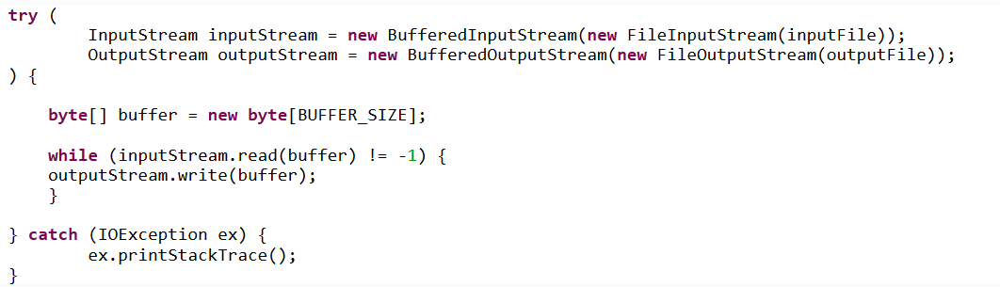 try (
        InputStream inputStream = new BufferedInputStream(new FileInputStream(inputFile));
        OutputStream outputStream = new BufferedOutputStream(new FileOutputStream(outputFile));
) {

    byte[] buffer = new byte[BUFFER_SIZE];

    while (inputStream.read(buffer) != -1) {
    outputStream.write(buffer);
    }

} catch (IOException ex) {
        ex.printStackTrace();
}